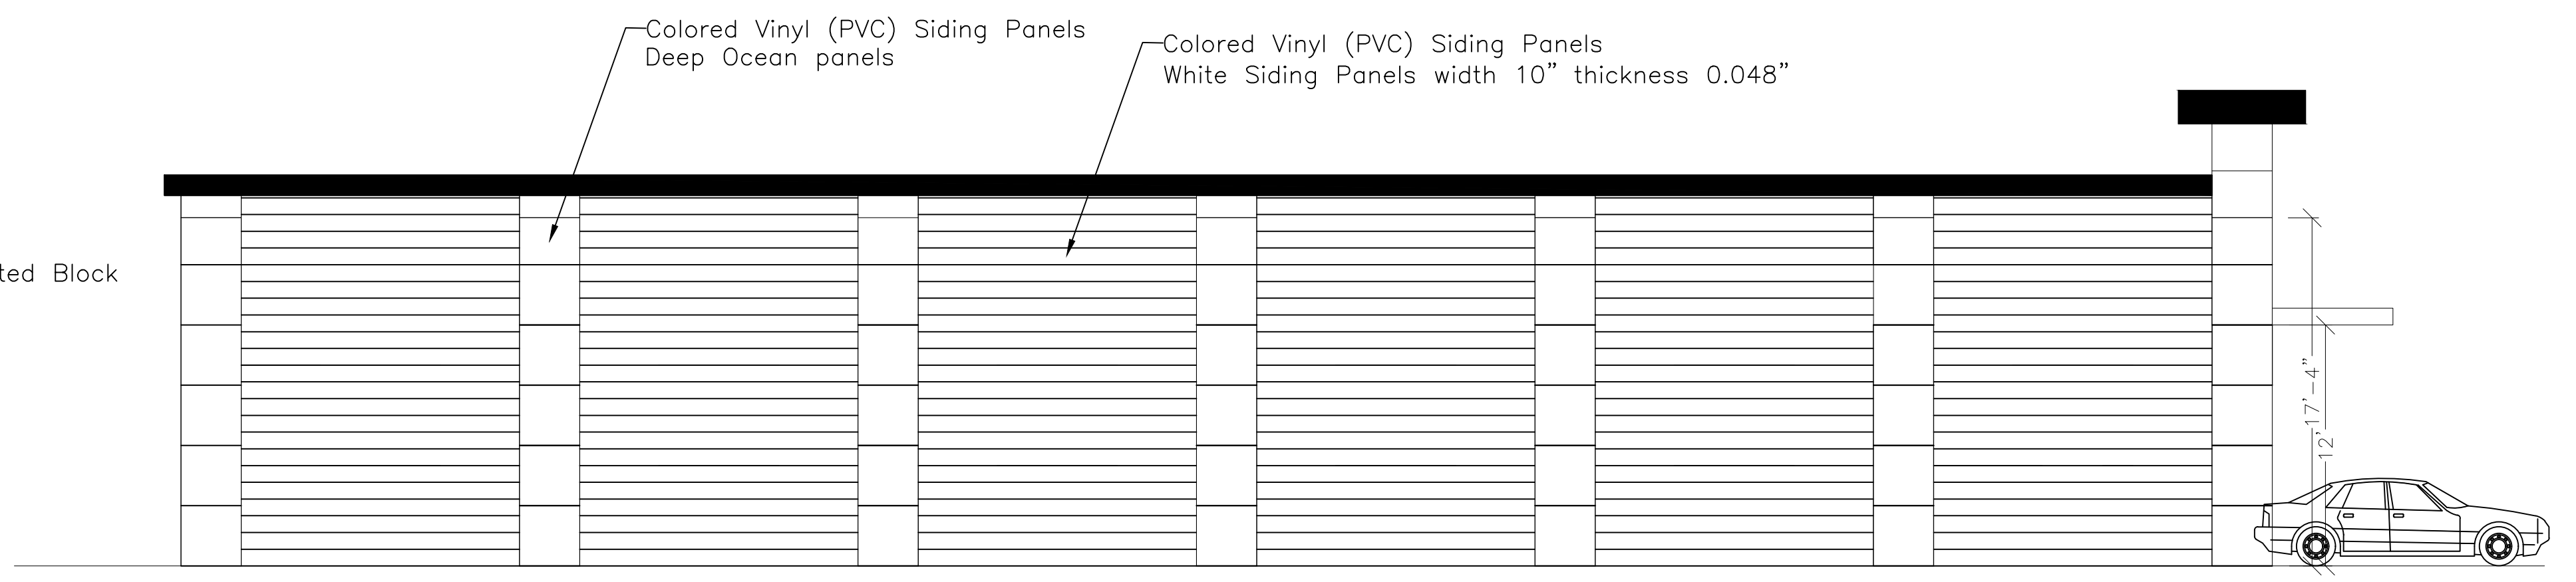 Colored Vinyl (PVC) Siding Panels
Deep Ocean panels
Colored Vinyl (PVC) Siding Panels
White Siding Panels width 10” thickness 0.048”
Block
17’-4”
12’